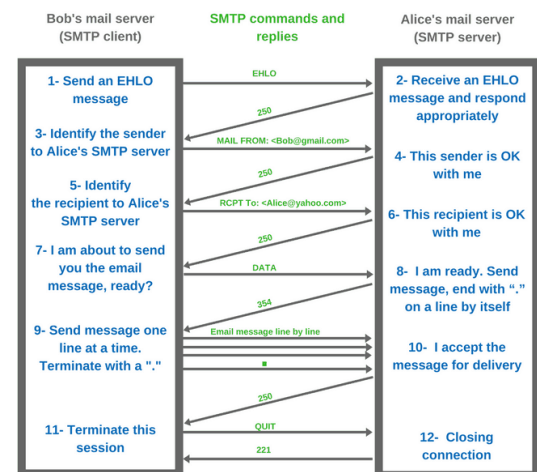 Bob's mail server
(SMTP client)
SMTP commands and
replies
Alice's mail server
(SMTP server)
1- Send an EHLO
message
EHLO
2- Receive an EHLO
message and respond
appropriately
250
3- Identify the sender
to Alice's SMTP server
MAIL FROM: <Bob@gmail.com>
4- This sender is OK
with me
250
5- Identify
the recipient to Alice's
SMTP server
RCPT To: <Alice@yahoo.com>
6- This recipient is OK
with me
250
7- I am about to send
you the email
message, ready?
DATA
8- I am ready. Send
message, end with “.”
on a line by itself
354
9- Send message one
line at a time.
Terminate with a "."
Email message line by line
.
10- I accept the
message for delivery
250
11- Terminate this
session
QUIT
12- Closing
connection
221